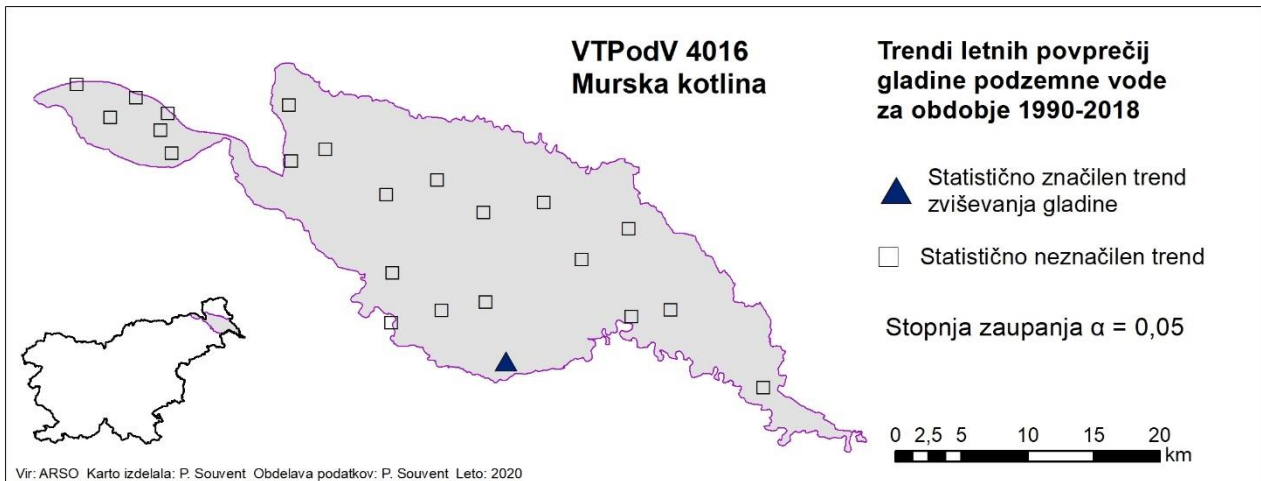 VTPodV 4016
Murska kotlina
Trendi letnih povprečij
gladine podzemne vode
za obdobje 1990-2018
Statistično značilen trend
zviševanja gladine
Statistično neznačilen trend
Stopnja zaupanja α = 0,05
0 2,5 5 10 15 20
km
Vir: ARSO Karto izdelala: P. Souvent Obdelava podatkov: P. Souvent Leto: 2020